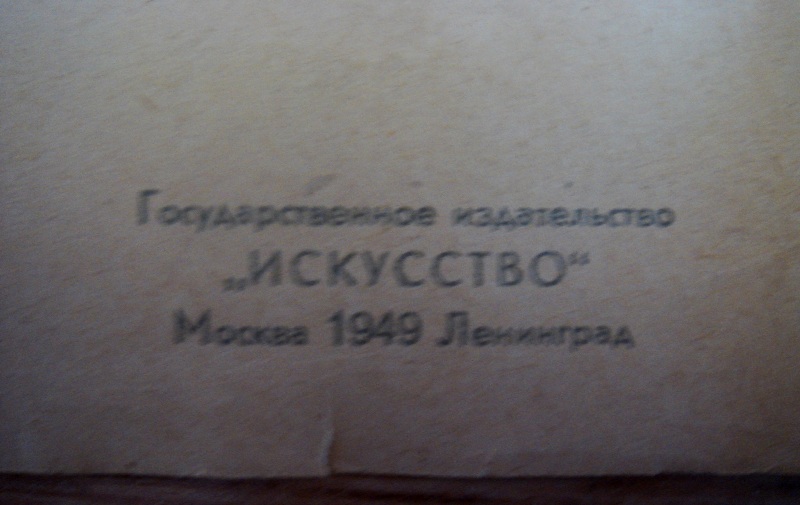 Государственное издательство
„ИСКУССТВО“
Москва 1949 Ленинград